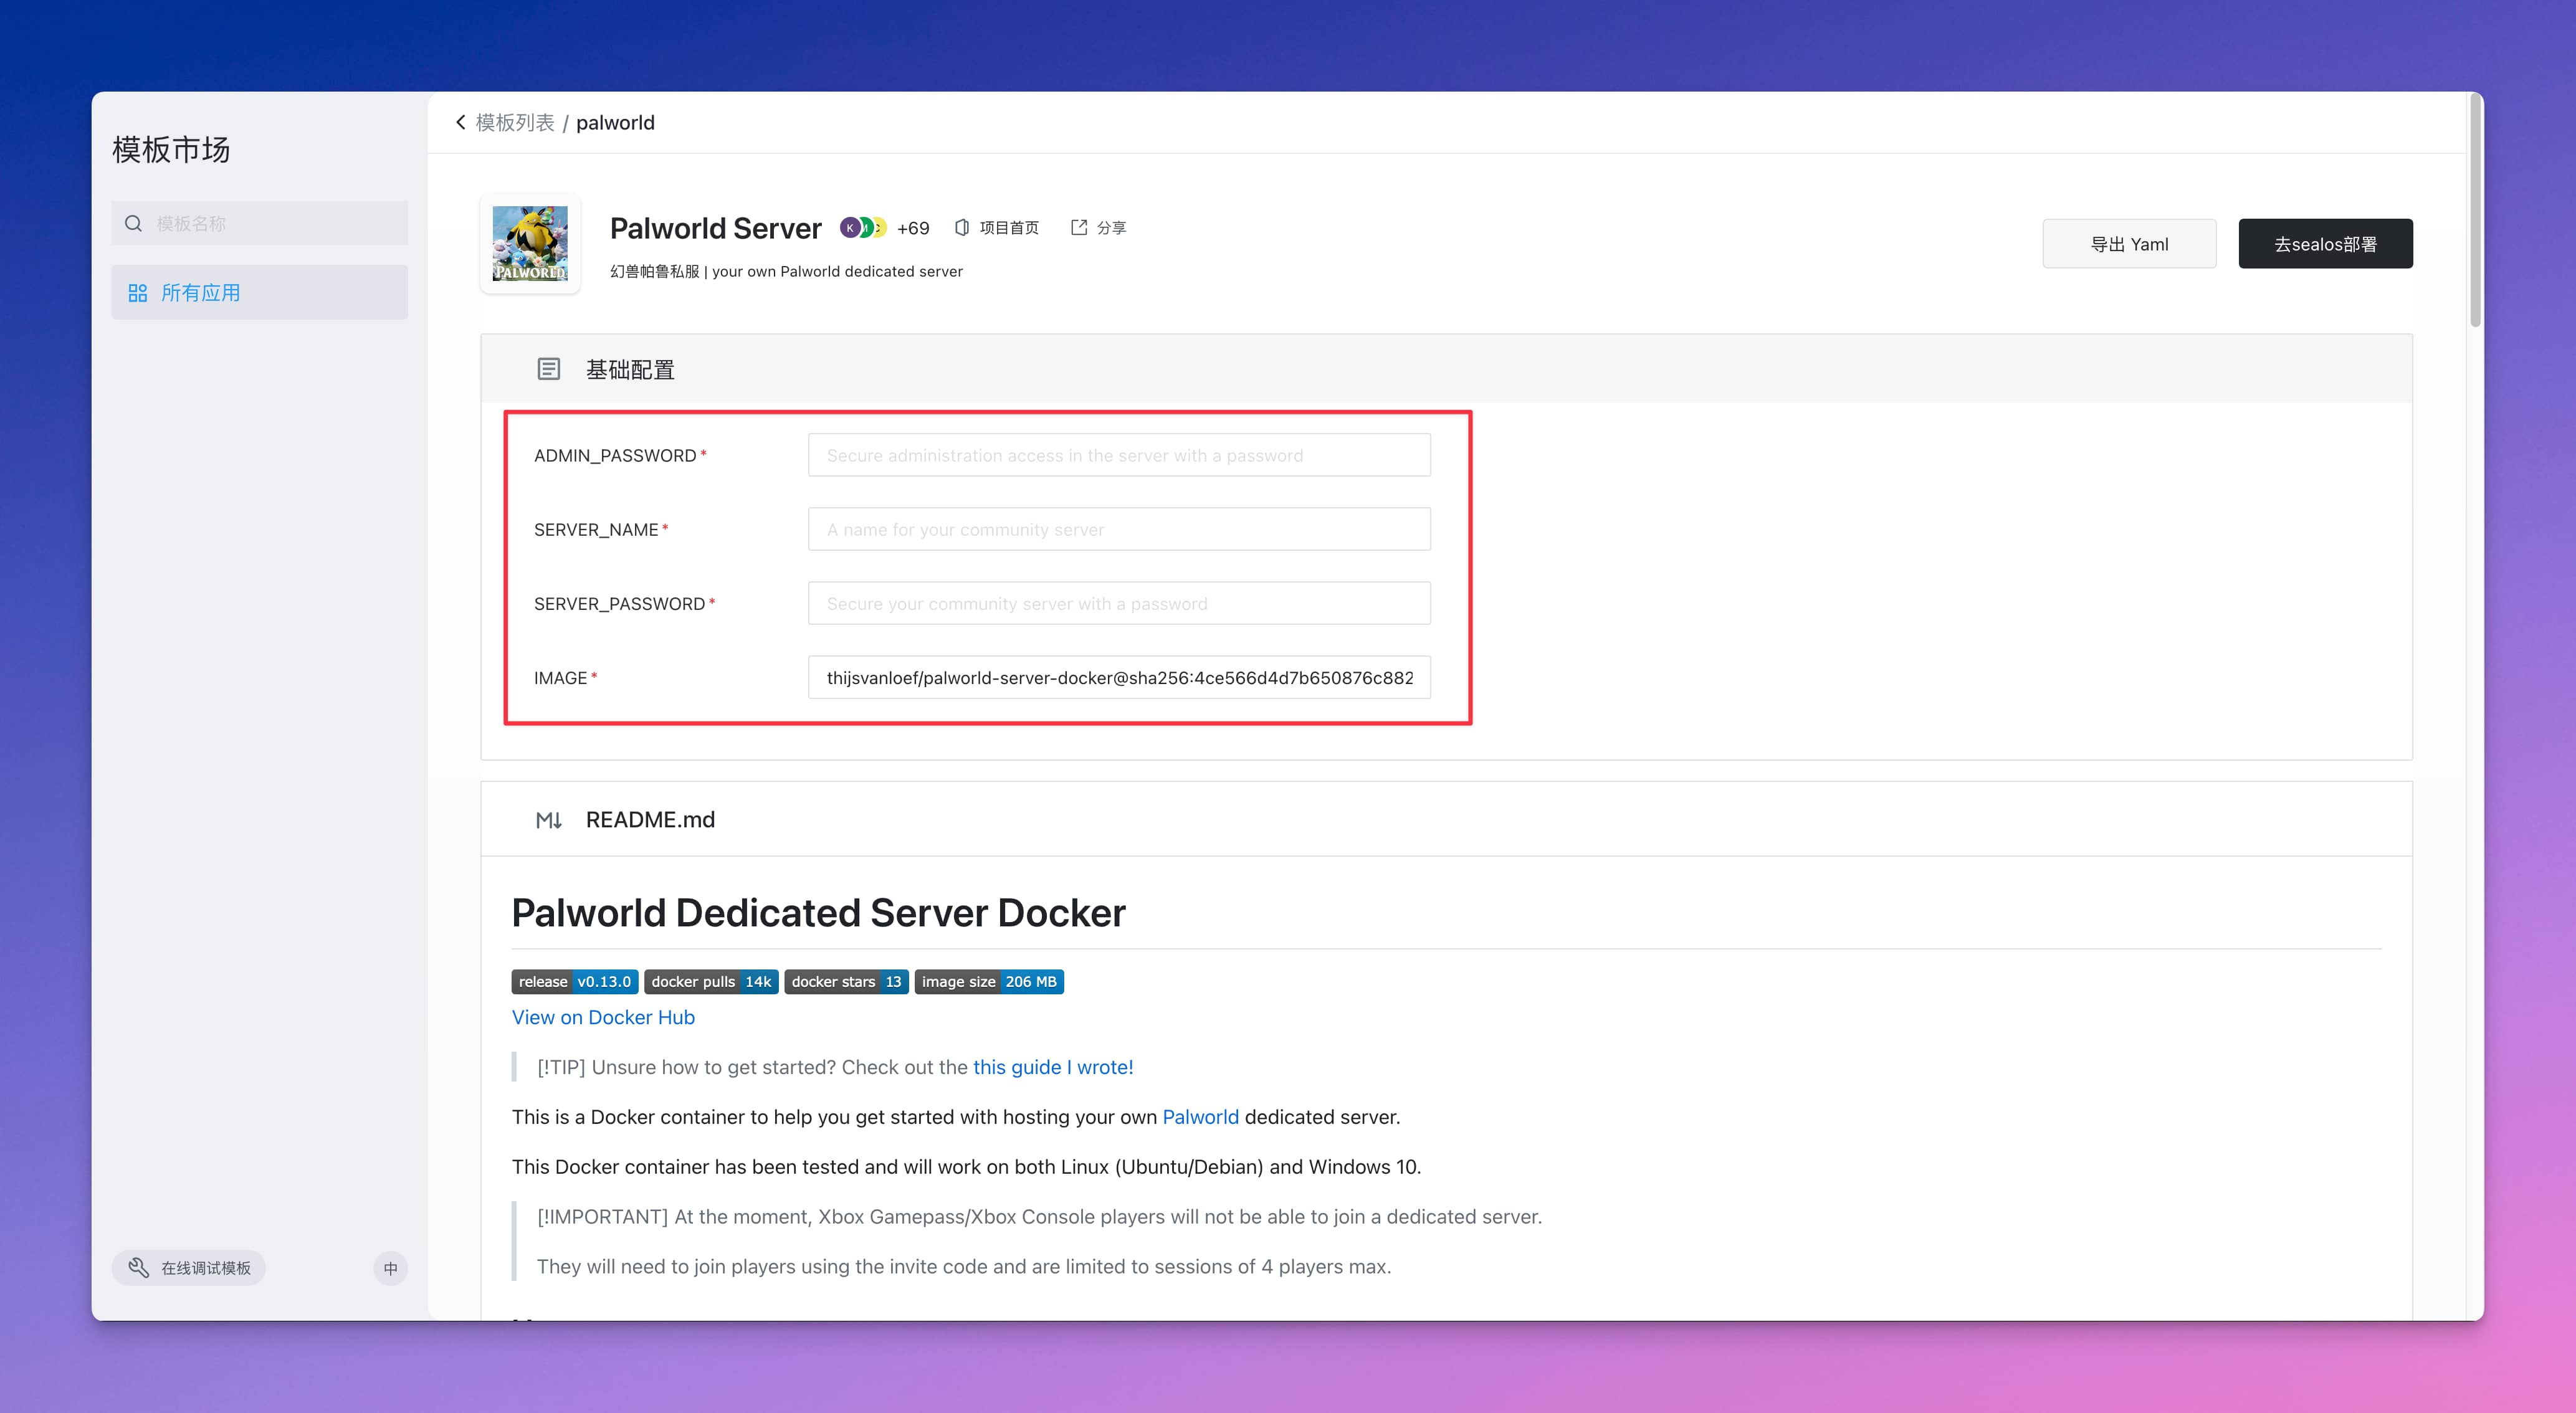 模板市场
模板名称
所有应用
在线调试模板
中
模板列表 / palworld
PALWORLD
Palworld Server
K
+69
项目首页
分享
幻兽帕鲁私服 | your own Palworld dedicated server
导出 Yaml
去sealos部署
基础配置
ADMIN_PASSWORD* Secure administration access in the server with a password
SERVER_NAME* A name for your community server
SERVER_PASSWORD* Secure your community server with a password
IMAGE* thijsvanloef/palworld-server-docker@sha256:4ce566d4d7b650876c882
README.md
Palworld Dedicated Server Docker
release v0.13.0 docker pulls 14k docker stars 13 image size 206 MB
View on Docker Hub
[!TIP] Unsure how to get started? Check out the this guide I wrote!
This is a Docker container to help you get started with hosting your own Palworld dedicated server.
This Docker container has been tested and will work on both Linux (Ubuntu/Debian) and Windows 10.
[!IMPORTANT] At the moment, Xbox Gamepass/Xbox Console players will not be able to join a dedicated server.
They will need to join players using the invite code and are limited to sessions of 4 players max.